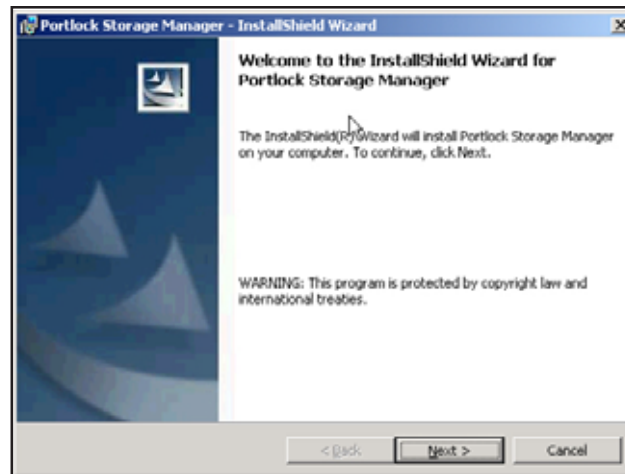 Portlock Storage Manager - InstallShield Wizard
Welcome to the InstallShield Wizard for
Portlock Storage Manager
The InstallShield(R) Wizard will install Portlock Storage Manager
on your computer. To continue, click Next.
WARNING: This program is protected by copyright law and
international treaties.
< Back
Next >
Cancel